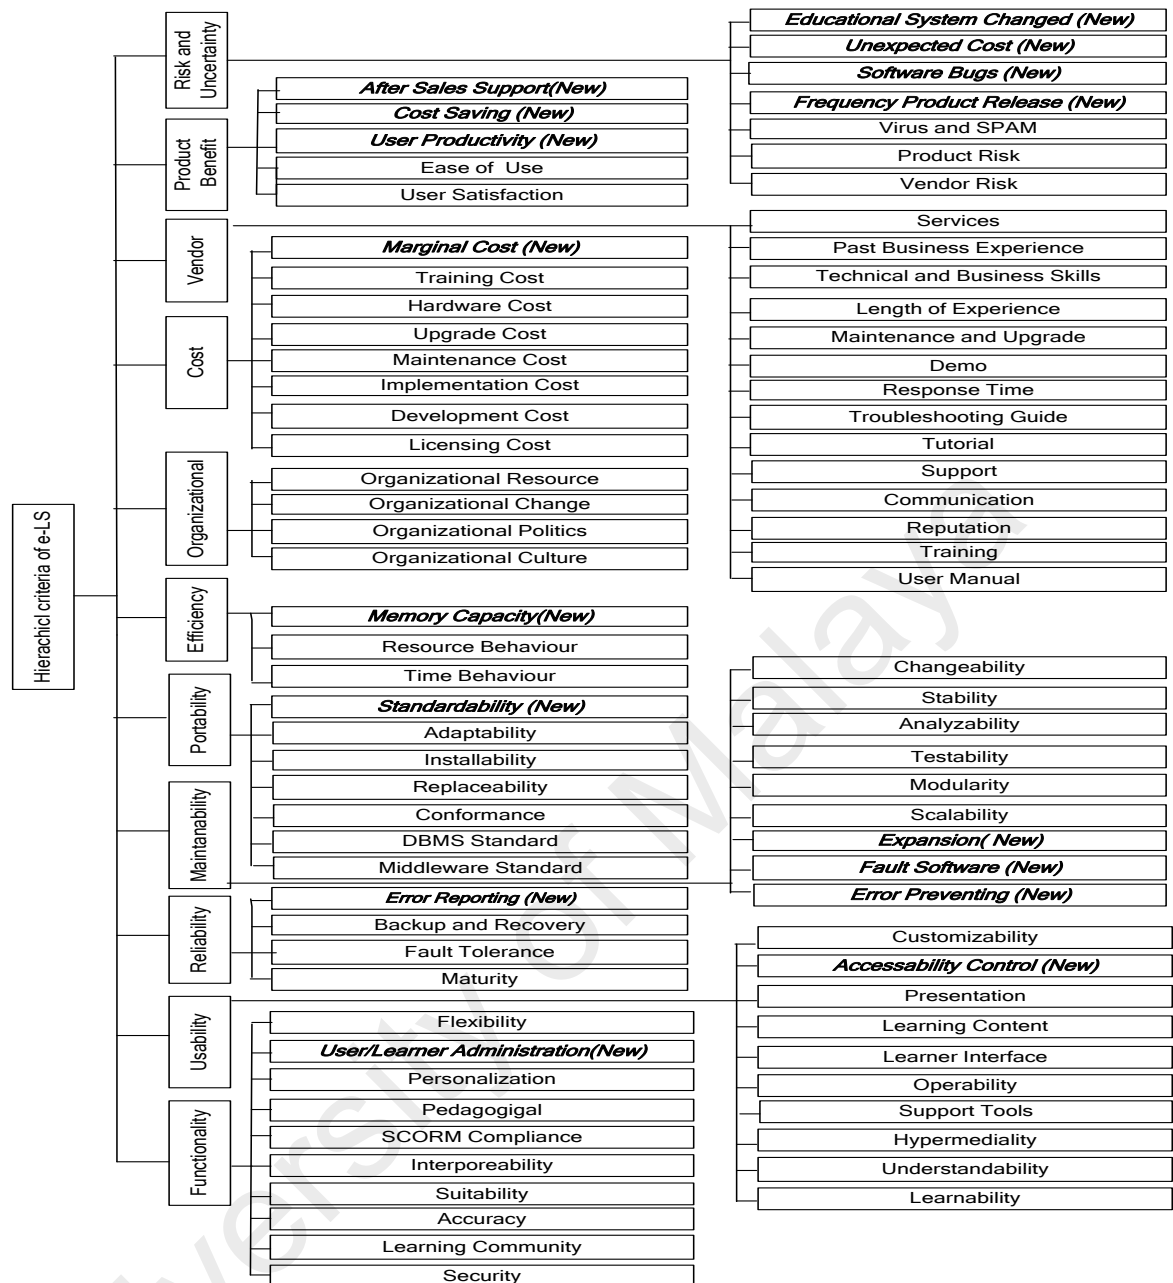 Hierachicl criteria of e-LS
Risk and
Uncertainty
Educational System Changed (New)
Unexpected Cost (New)
Software Bugs (New)
Frequency Product Release (New)
Virus and SPAM
Product Risk
Vendor Risk
Product
Benefit
After Sales Support(New)
Cost Saving (New)
User Productivity (New)
Ease of Use
User Satisfaction
Vendor
Services
Past Business Experience
Technical and Business Skills
Length of Experience
Maintenance and Upgrade
Demo
Response Time
Troubleshooting Guide
Tutorial
Support
Communication
Reputation
Training
User Manual
Cost
Marginal Cost (New)
Training Cost
Hardware Cost
Upgrade Cost
Maintenance Cost
Implementation Cost
Development Cost
Licensing Cost
Organizational
Organizational Resource
Organizational Change
Organizational Politics
Organizational Culture
Efficiency
Memory Capacity(New)
Resource Behaviour
Time Behaviour
Portability
Standardability (New)
Adaptability
Installability
Replaceability
Conformance
DBMS Standard
Middleware Standard
Maintanability
Changeability
Stability
Analyzability
Testability
Modularity
Scalability
Expansion( New)
Fault Software (New)
Error Preventing (New)
Reliability
Error Reporting (New)
Backup and Recovery
Fault Tolerance
Maturity
Usability
Customizability
Accessability Control (New)
Presentation
Learning Content
Learner Interface
Operability
Support Tools
Hypermediality
Understandability
Learnability
Functionality
Flexibility
User/Learner Administration(New)
Personalization
Pedagogigal
SCORM Compliance
Interporeability
Suitability
Accuracy
Learning Community
Security
versity of Malaya